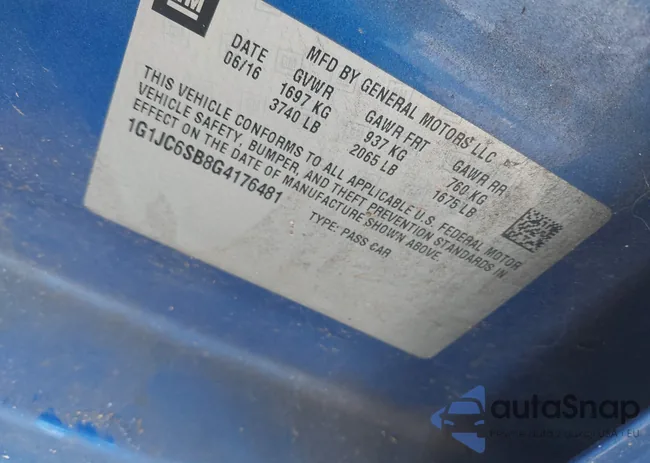 GM
MFD BY GENERAL MOTORS LLC
DATE GVWR GAWR FRT GAWR RR
06/16 1697 KG 937 KG 760 KG
3740 LB 2065 LB 1675 LB
THIS VEHICLE CONFORMS TO ALL APPLICABLE U.S. FEDERAL MOTOR
VEHICLE SAFETY, BUMPER, AND THEFT PREVENTION STANDARDS IN
EFFECT ON THE DATE OF MANUFACTURE SHOWN ABOVE.
1G1JC6SB8G4176481
TYPE: PASS CAR
autaSnap